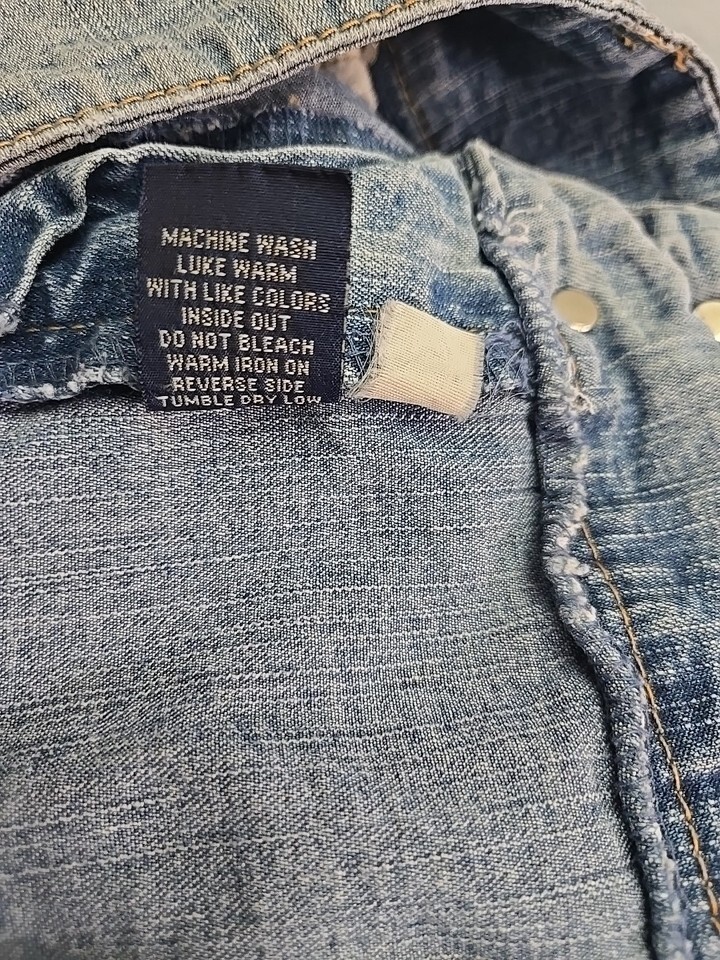 MACHINE WASH
LUKE WARM
WITH LIKE COLORS
INSIDE OUT
DO NOT BLEACH
WARM IRON ON
REVERSE SIDE
TUMBLE DRY LOW